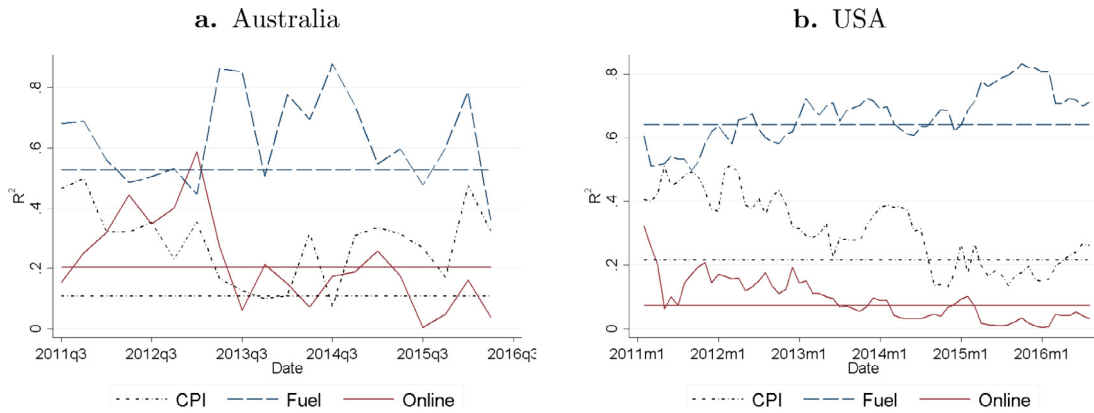 a. Australia
R²
0 .2 .4 .6 .8
2011q3 2012q3 2013q3 2014q3 2015q3 2016q3
Date
CPI Fuel Online
b. USA
R²
0 .2 .4 .6 .8
2011m1 2012m1 2013m1 2014m1 2015m1 2016m1
Date
CPI Fuel Online